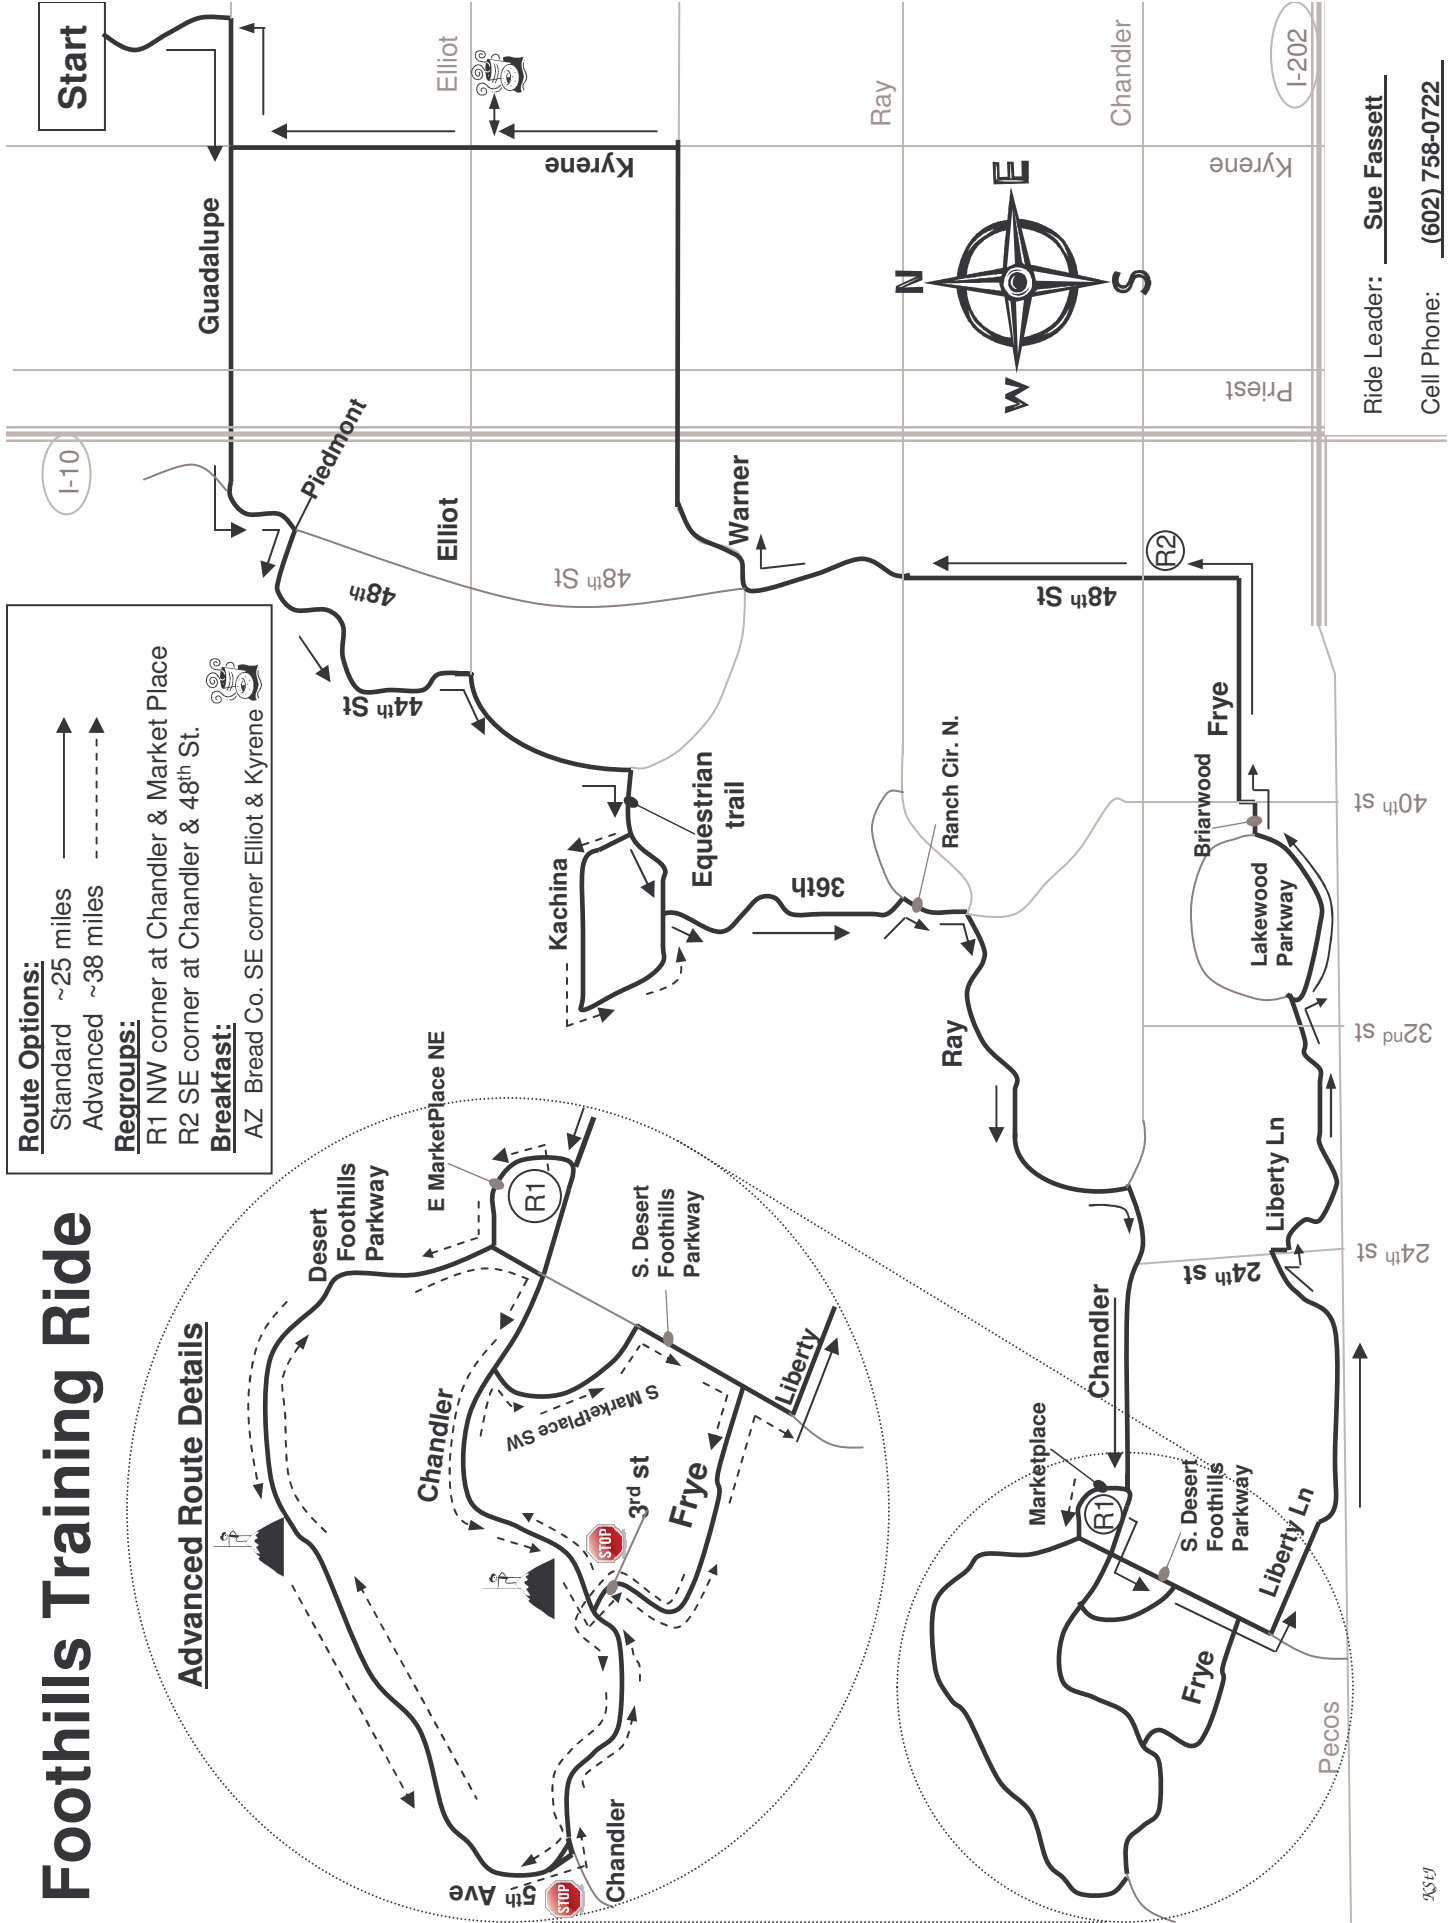 Foothills Training Ride
Route Options:
Standard ~25 miles
Advanced ~38 miles
Regroups:
R1 NW corner at Chandler & Market Place
R2 SE corner at Chandler & 48th St.
Breakfast:
AZ Bread Co. SE corner Elliot & Kyrene
Start
I-10
Guadalupe
Piedmont
Elliot
Elliot
48th
48th St
44th St
Kyrene
Kyrene
Priest
Ray
Chandler
I-202
N
E
S
W
Warner
48th St
R2
Equestrian
trail
Kachina
36th
Ranch Cir. N.
Ray
Frye
Briarwood
Lakewood
Parkway
40th st
32nd st
24th st
24th st
Liberty Ln
Chandler
Marketplace
R1
S. Desert
Foothills
Parkway
Liberty Ln
Frye
Pecos
Advanced Route Details
Desert
Foothills
Parkway
E MarketPlace NE
R1
S. Desert
Foothills
Parkway
Chandler
S MarketPlace SW
Liberty
STOP
3rd st
Frye
5th Ave
STOP
Chandler
Ride Leader: Sue Fassett
Cell Phone: (602) 758-0722
KStJ